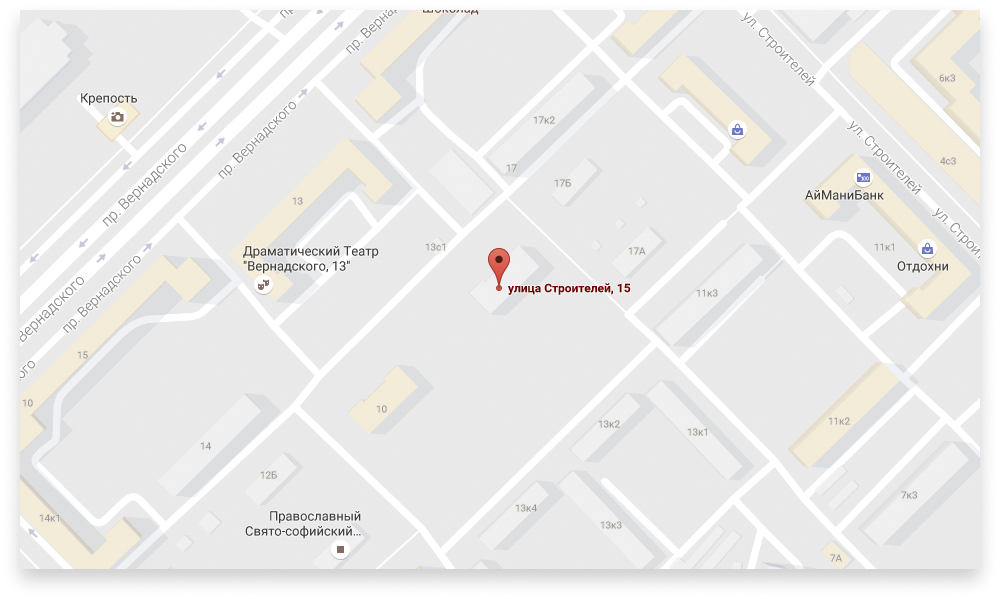 Шоколад
пр. Вернадского
ул. Строителей
6к3
Крепость
17к2
пр. Вернадского
пр. Вернадского
ул. Строителей
4с3
17
17Б
АйМаниБанк
13
ул. Строи
13с1
17А
11к1
Драматический Театр
"Вернадского, 13"
Отдохни
Вернадского
пр. Вернадского
улица Строителей, 15
11к3
15
10
10
11к2
14
13к2
13к1
12Б
7к3
14к1
Православный
Свято-софийский...
13к4
13к3
7А